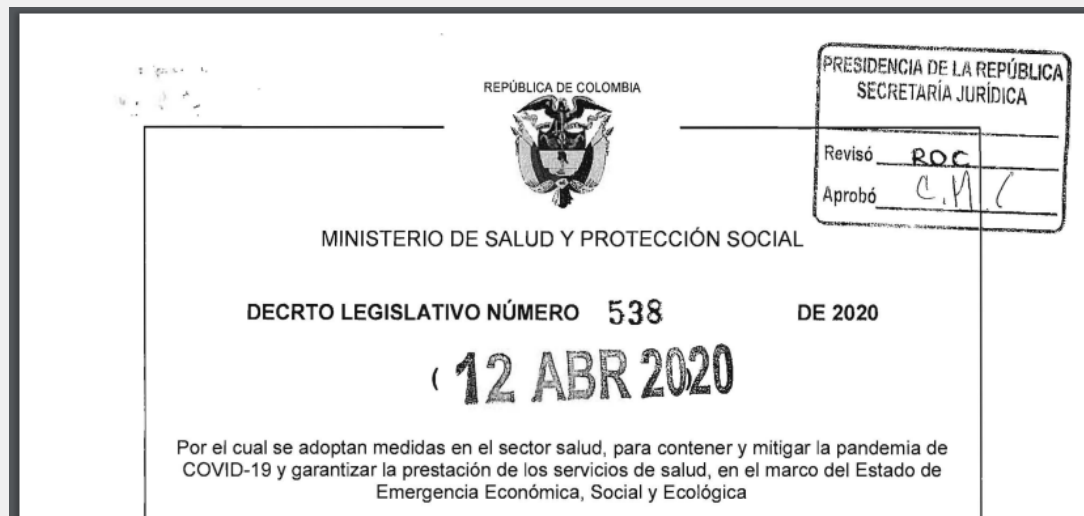 REPÚBLICA DE COLOMBIA
PRESIDENCIA DE LA REPÚBLICA
SECRETARÍA JURÍDICA
Revisó ROC
Aprobó C.M.
MINISTERIO DE SALUD Y PROTECCIÓN SOCIAL
DECRTO LEGISLATIVO NÚMERO 538 DE 2020
( 12 ABR 2020
Por el cual se adoptan medidas en el sector salud, para contener y mitigar la pandemia de
COVID-19 y garantizar la prestación de los servicios de salud, en el marco del Estado de
Emergencia Económica, Social y Ecológica